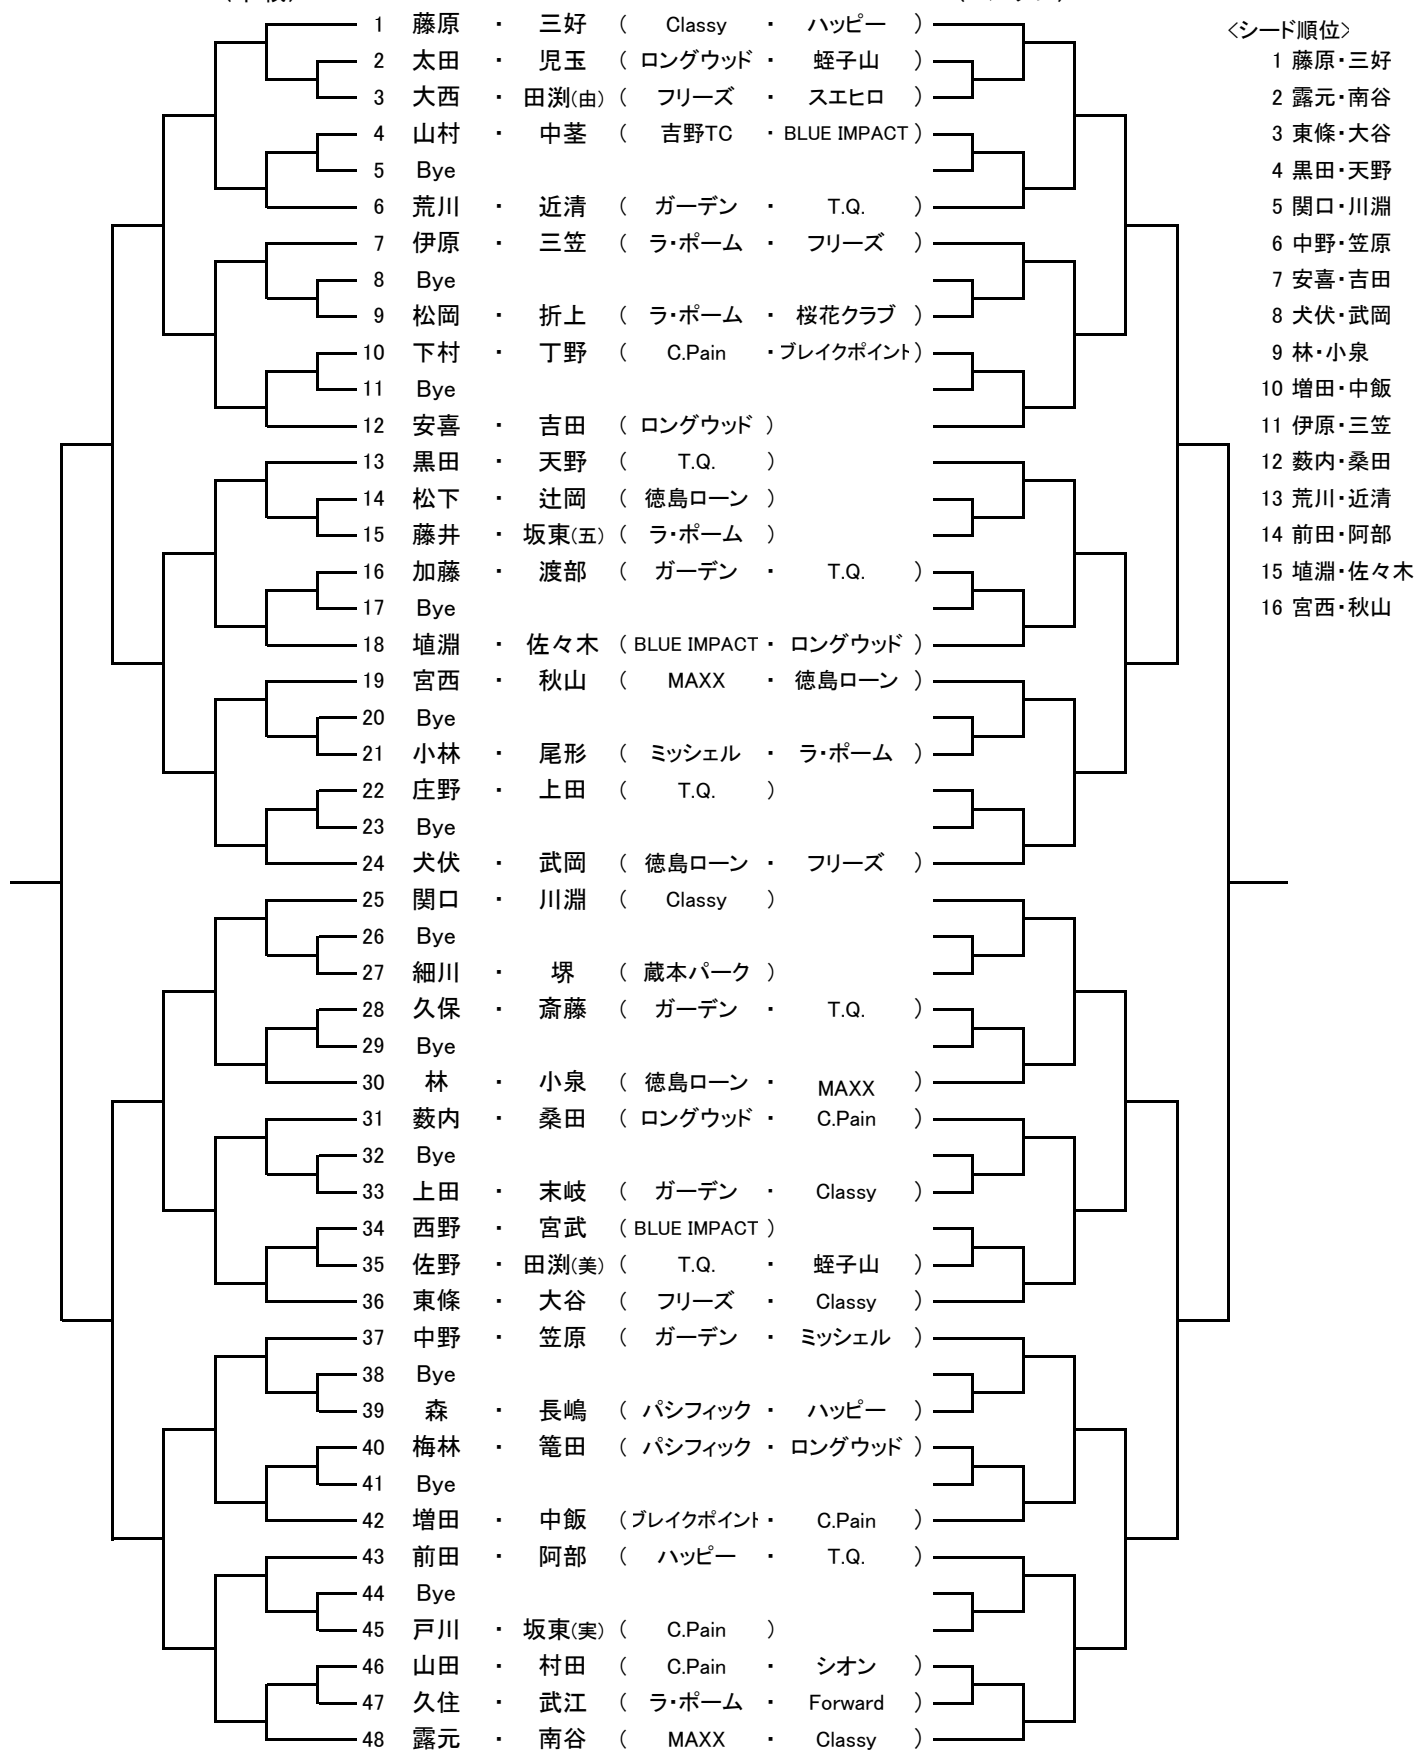 <シード順位>
1 藤原 ・ 三好 ( Classy ・ ハッピー )
2 太田 ・ 児玉 ( ロングウッド ・ 蛭子山 )
3 大西 ・ 田渕(由) ( フリーズ ・ スエヒロ )
4 山村 ・ 中茎 ( 吉野TC ・ BLUE IMPACT )
5 Bye
6 荒川 ・ 近清 ( ガーデン ・ T.Q. )
7 伊原 ・ 三笠 ( ラ・ポーム ・ フリーズ )
8 Bye
9 松岡 ・ 折上 ( ラ・ポーム ・ 桜花クラブ )
10 下村 ・ 丁野 ( C.Pain ・ ブレイクポイント )
11 Bye
12 安喜 ・ 吉田 ( ロングウッド )
13 黒田 ・ 天野 ( T.Q. )
14 松下 ・ 辻岡 ( 徳島ローン )
15 藤井 ・ 坂東(五) ( ラ・ポーム )
16 加藤 ・ 渡部 ( ガーデン ・ T.Q. )
17 Bye
18 埴淵 ・ 佐々木 ( BLUE IMPACT ・ ロングウッド )
19 宮西 ・ 秋山 ( MAXX ・ 徳島ローン )
20 Bye
21 小林 ・ 尾形 ( ミッシェル ・ ラ・ポーム )
22 庄野 ・ 上田 ( T.Q. )
23 Bye
24 犬伏 ・ 武岡 ( 徳島ローン ・ フリーズ )
25 関口 ・ 川淵 ( Classy )
26 Bye
27 細川 ・ 堺 ( 蔵本パーク )
28 久保 ・ 斎藤 ( ガーデン ・ T.Q. )
29 Bye
30 林 ・ 小泉 ( 徳島ローン ・ MAXX )
31 薮内 ・ 桑田 ( ロングウッド ・ C.Pain )
32 Bye
33 上田 ・ 末岐 ( ガーデン ・ Classy )
34 西野 ・ 宮武 ( BLUE IMPACT )
35 佐野 ・ 田渕(美) ( T.Q. ・ 蛭子山 )
36 東條 ・ 大谷 ( フリーズ ・ Classy )
37 中野 ・ 笠原 ( ガーデン ・ ミッシェル )
38 Bye
39 森 ・ 長嶋 ( パシフィック ・ ハッピー )
40 梅林 ・ 篭田 ( パシフィック ・ ロングウッド )
41 Bye
42 増田 ・ 中飯 ( ブレイクポイント ・ C.Pain )
43 前田 ・ 阿部 ( ハッピー ・ T.Q. )
44 Bye
45 戸川 ・ 坂東(実) ( C.Pain )
46 山田 ・ 村田 ( C.Pain ・ シオン )
47 久住 ・ 武江 ( ラ・ポーム ・ Forward )
48 露元 ・ 南谷 ( MAXX ・ Classy )
1 藤原・三好
2 露元・南谷
3 東條・大谷
4 黒田・天野
5 関口・川淵
6 中野・笠原
7 安喜・吉田
8 犬伏・武岡
9 林・小泉
10 増田・中飯
11 伊原・三笠
12 薮内・桑田
13 荒川・近清
14 前田・阿部
15 埴淵・佐々木
16 宮西・秋山